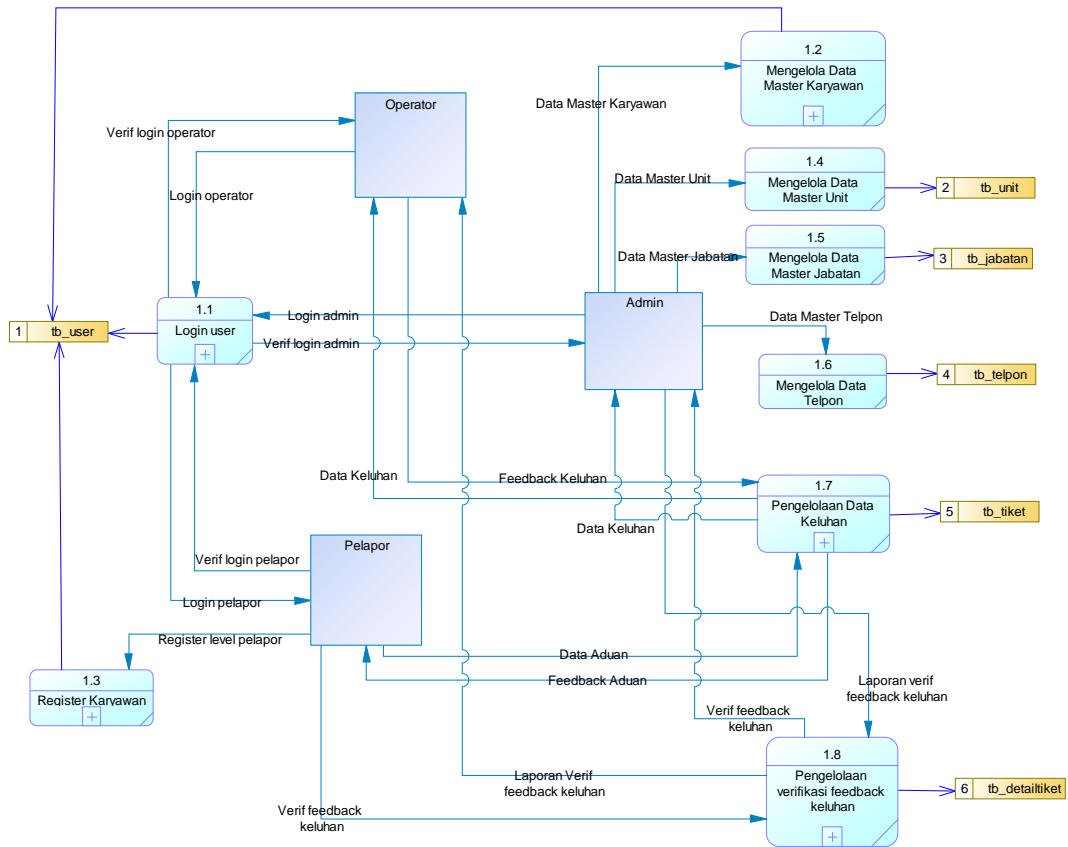 1.2
Mengelola Data
Master Karyawan
Operator
Data Master Karyawan
Verif login operator
1.4
Mengelola Data
Master Unit
Data Master Unit
2 tb_unit
Login operator
1.5
Mengelola Data
Master Jabatan
Data Master Jabatan
3 tb_jabatan
Admin
1.1
Login user
Login admin
Data Master Telpon
1 tb_user
Verif login admin
1.6
Mengelola Data
Telpon
4 tb_telpon
Data Keluhan
Feedback Keluhan
1.7
Pengelolaan Data
Keluhan
5 tb_tiket
Data Keluhan
Pelapor
Verif login pelapor
Login pelapor
Register level pelapor
Data Aduan
Feedback Aduan
1.3
Register Karyawan
Laporan verif
feedback keluhan
Verif feedback
keluhan
1.8
Pengelolaan
verifikasi feedback
keluhan
Laporan Verif
feedback keluhan
6 tb_detailtiket
Verif feedback
keluhan